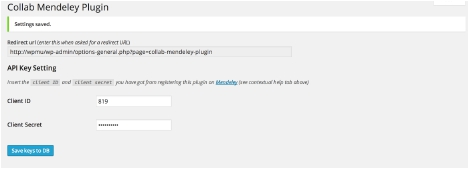 Collab Mendeley Plugin
Settings saved.
Redirect url (enter this when asked for a redirect URL)
http://wpmu/wp-admin/options-general.php?page=collab-mendeley-plugin
API Key Setting
Insert the client ID and client secret you have got from registering this plugin on Mendeley (see contextual help tab above)
Client ID 819
Client Secret ••••••••••
Save keys to DB